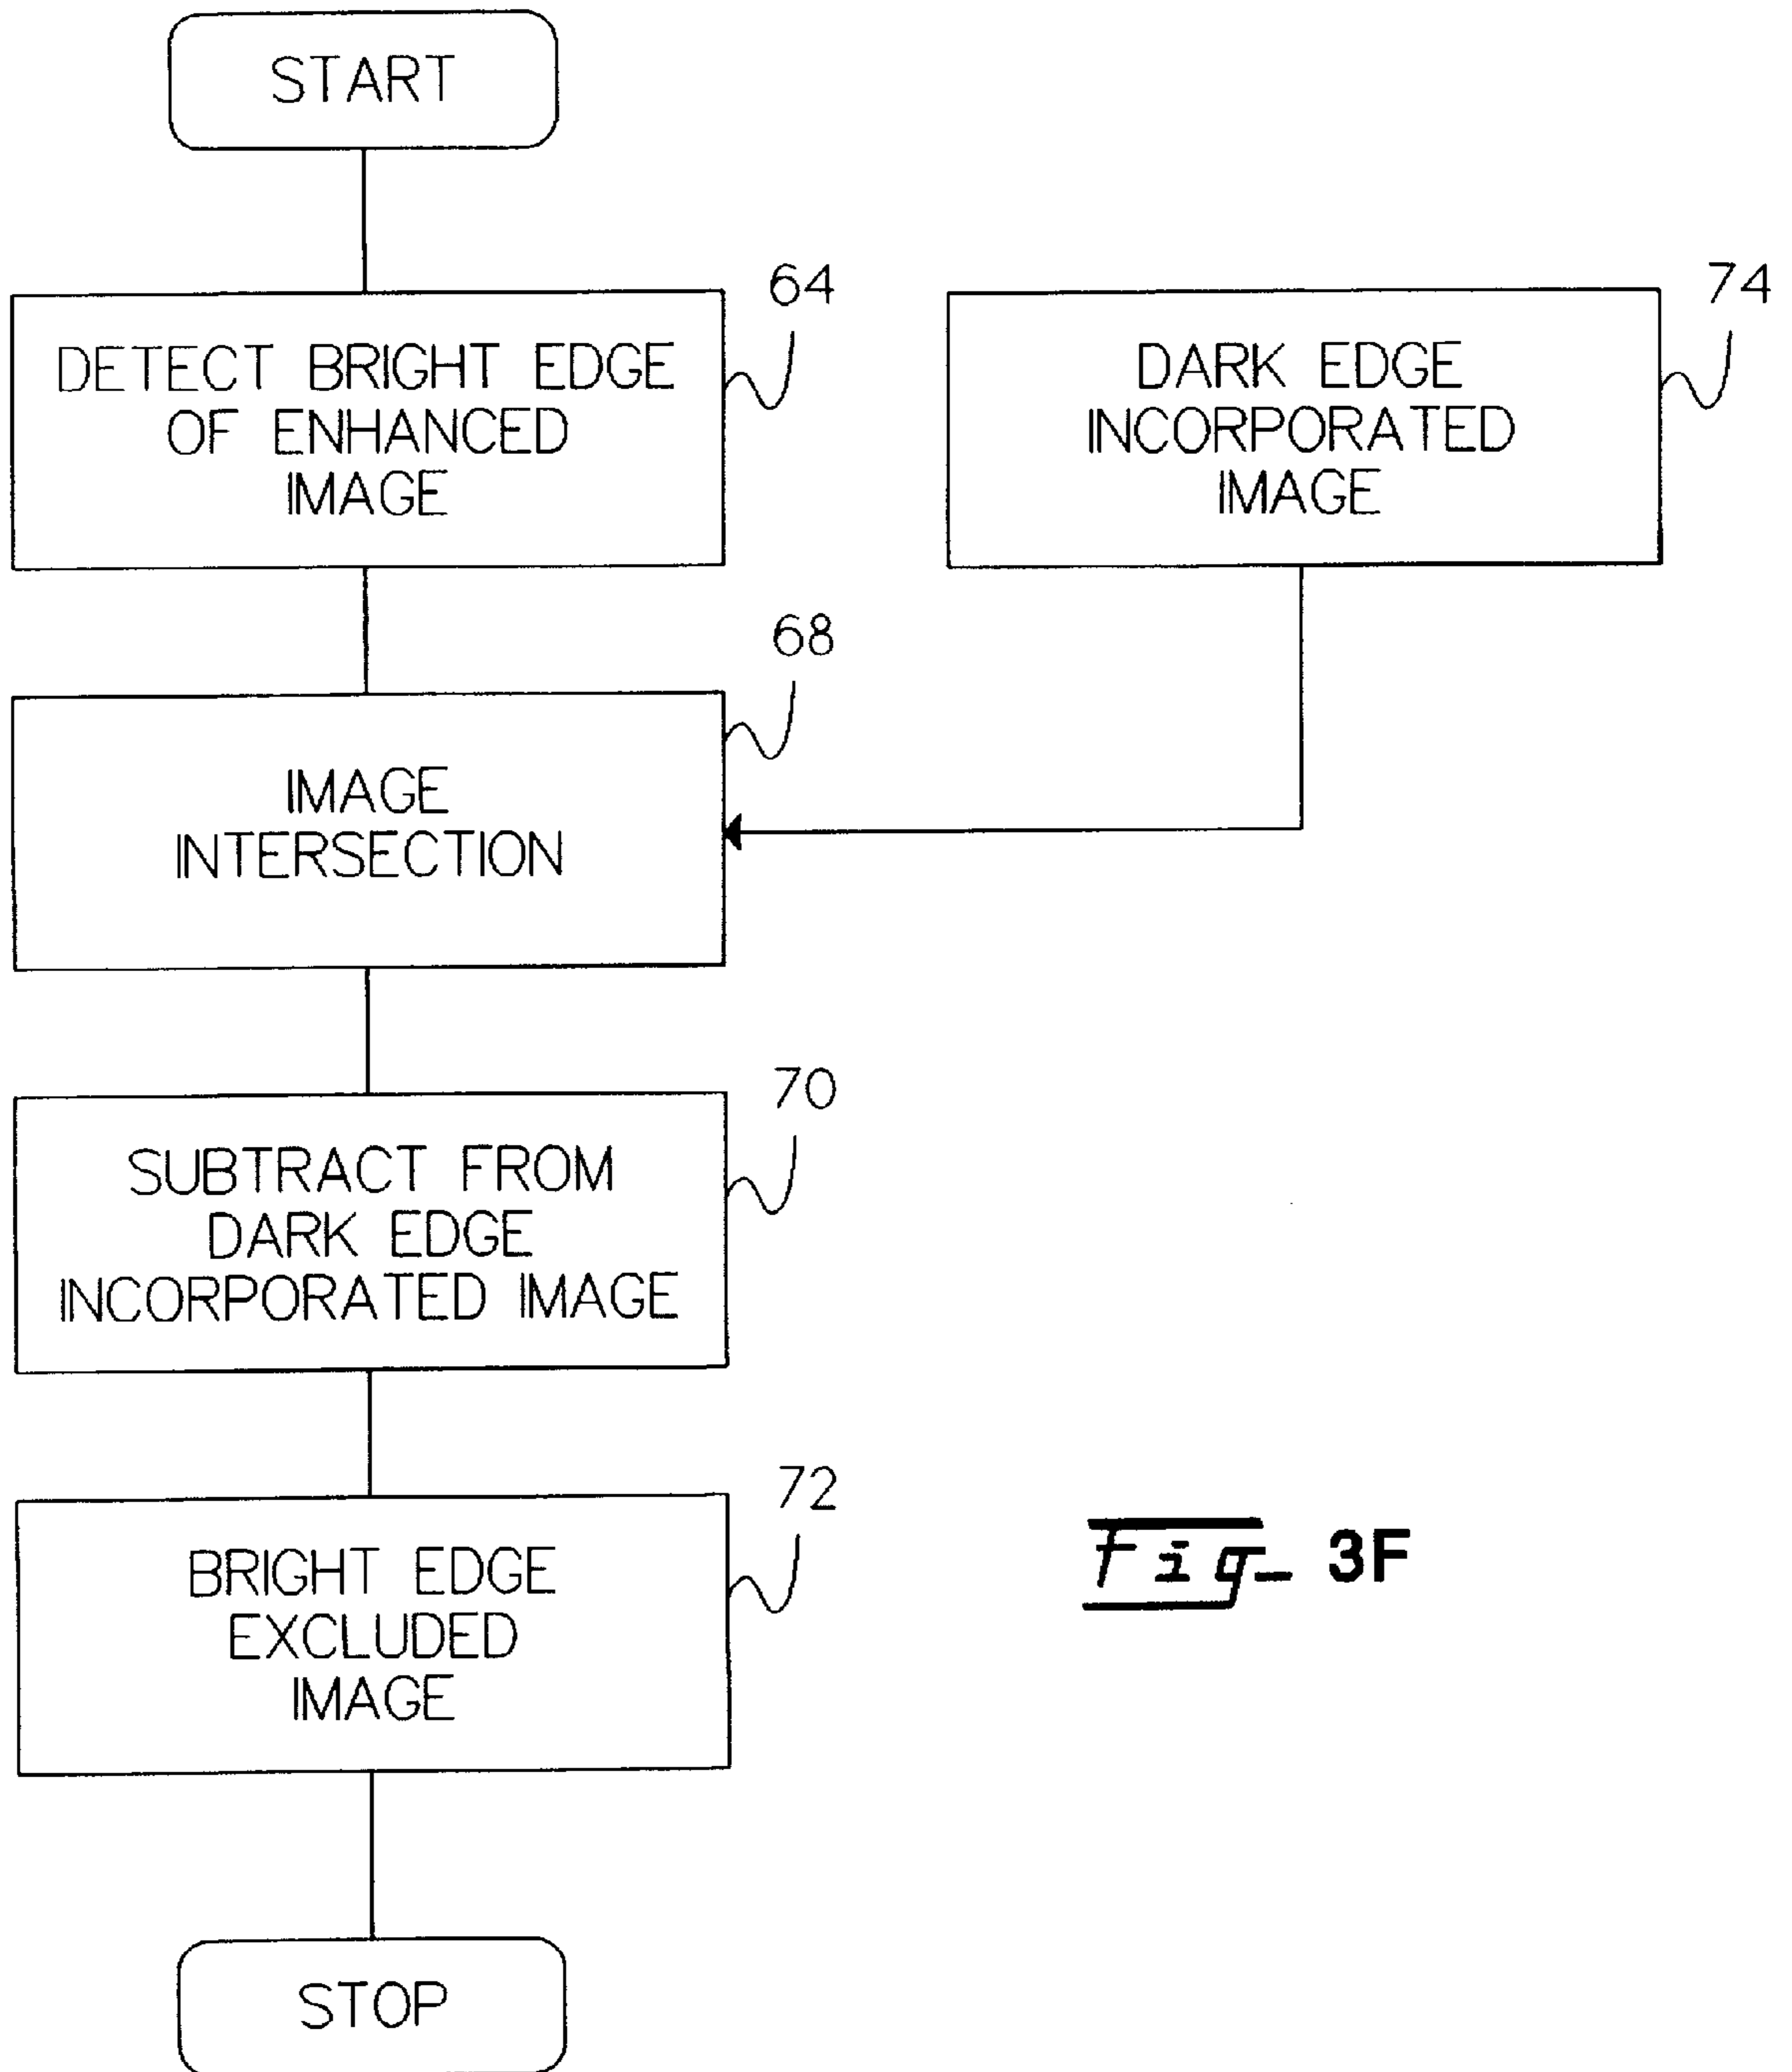 START
64
DETECT BRIGHT EDGE
OF ENHANCED
IMAGE
74
DARK EDGE
INCORPORATED
IMAGE
68
IMAGE
INTERSECTION
70
SUBTRACT FROM
DARK EDGE
INCORPORATED IMAGE
72
BRIGHT EDGE
EXCLUDED
IMAGE
STOP
Fig_ 3F